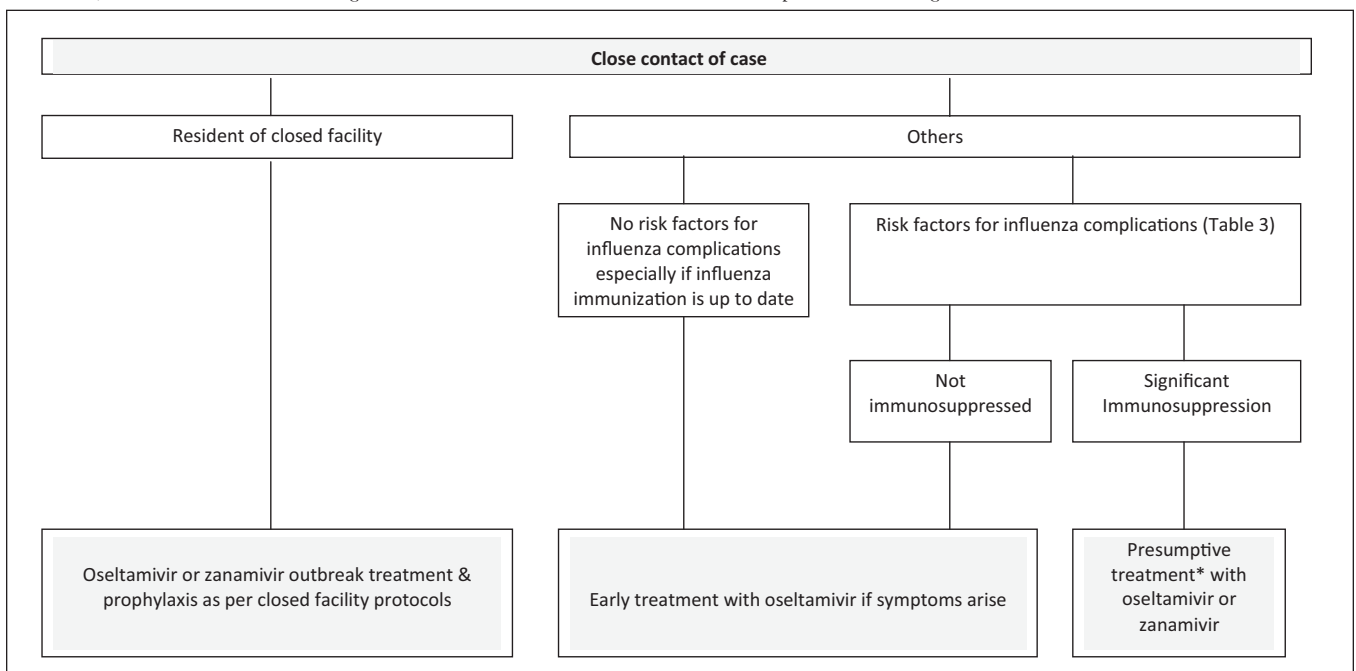 Close contact of case
Resident of closed facility
Others
No risk factors for
influenza complications
especially if influenza
immunization is up to date
Risk factors for influenza complications (Table 3)
Not
immunosuppressed
Significant
Immunosuppression
Oseltamivir or zanamivir outbreak treatment &
prophylaxis as per closed facility protocols
Early treatment with oseltamivir if symptoms arise
Presumptive
treatment* with
oseltamivir or
zanamivir